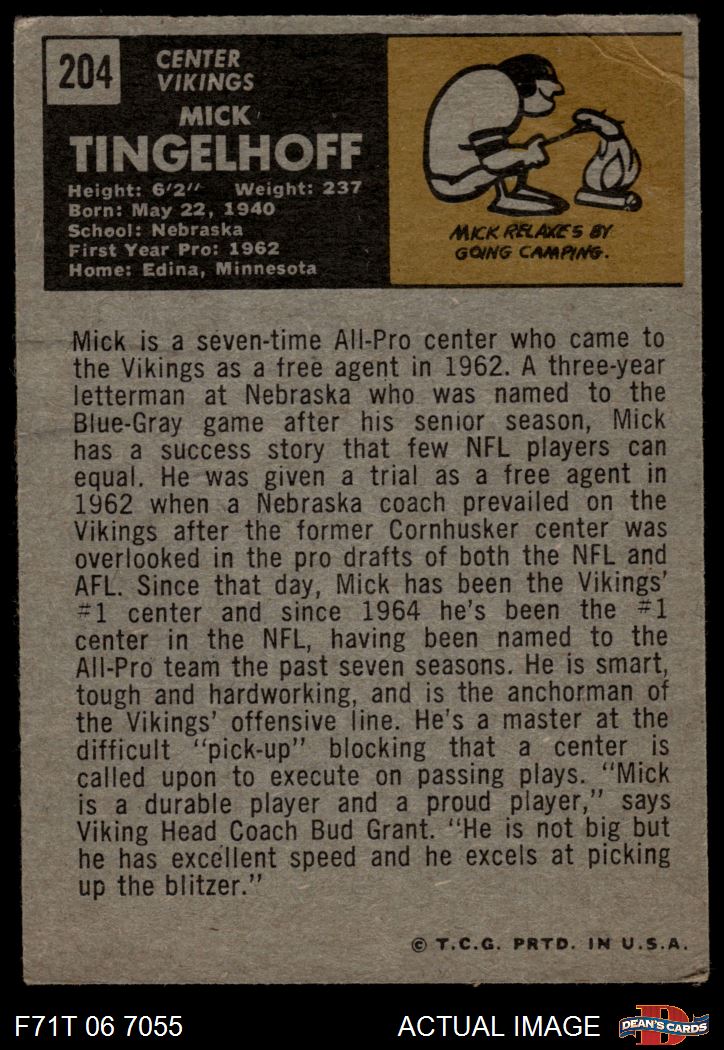 204
CENTER
VIKINGS
MICK
TINGELHOFF
Height: 6'2" Weight: 237
Born: May 22, 1940
School: Nebraska
First Year Pro: 1962
Home: Edina, Minnesota
MICK RELAXES BY
GOING CAMPING.
Mick is a seven-time All-Pro center who came to
the Vikings as a free agent in 1962. A three-year
letterman at Nebraska who was named to the
Blue-Gray game after his senior season, Mick
has a success story that few NFL players can
equal. He was given a trial as a free agent in
1962 when a Nebraska coach prevailed on the
Vikings after the former Cornhusker center was
overlooked in the pro drafts of both the NFL and
AFL. Since that day, Mick has been the Vikings'
#1 center and since 1964 he's been the #1
center in the NFL, having been named to the
All-Pro team the past seven seasons. He is smart,
tough and hardworking, and is the anchorman of
the Vikings' offensive line. He's a master at the
difficult "pick-up" blocking that a center is
called upon to execute on passing plays. "Mick
is a durable player and a proud player," says
Viking Head Coach Bud Grant. "He is not big but
he has excellent speed and he excels at picking
up the blitzer."
© T.C.G. PRTD. IN U.S.A.
F71T 06 7055
ACTUAL IMAGE
D
DEAN'S CARDS